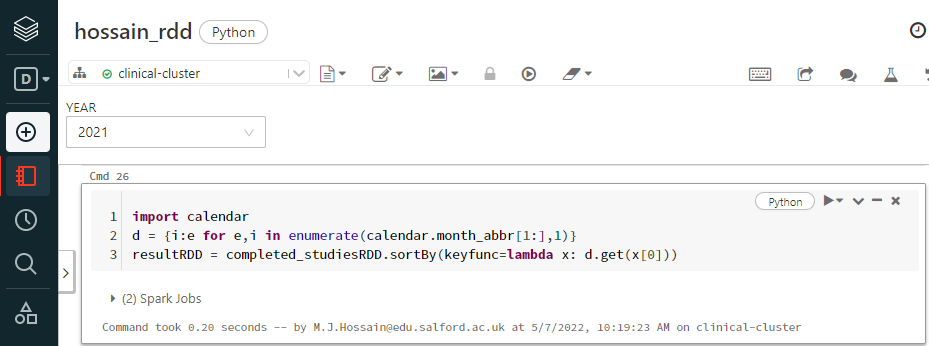 hossain_rdd Python
D clinical-cluster
YEAR
2021
Cmd 26
Python
1 import calendar
2 d = {i:e for e,i in enumerate(calendar.month_abbr[1:],1)}
3 resultRDD = completed_studiesRDD.sortBy(keyfunc=lambda x: d.get(x[0]))
(2) Spark Jobs
Command took 0.20 seconds -- by M.J.Hossain@edu.salford.ac.uk at 5/7/2022, 10:19:23 AM on clinical-cluster